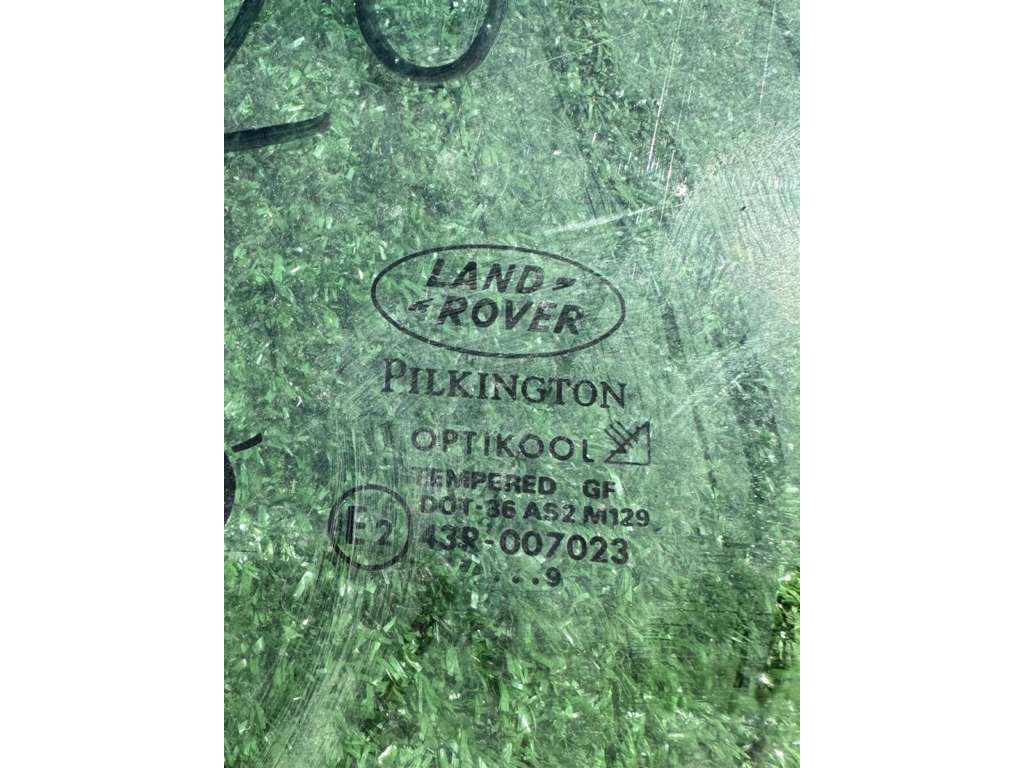 LAND
ROVER
PILKINGTON
OPTIKOOL
TEMPERED GF
DOT-36 AS2 M129
E2 43R-007023
...9